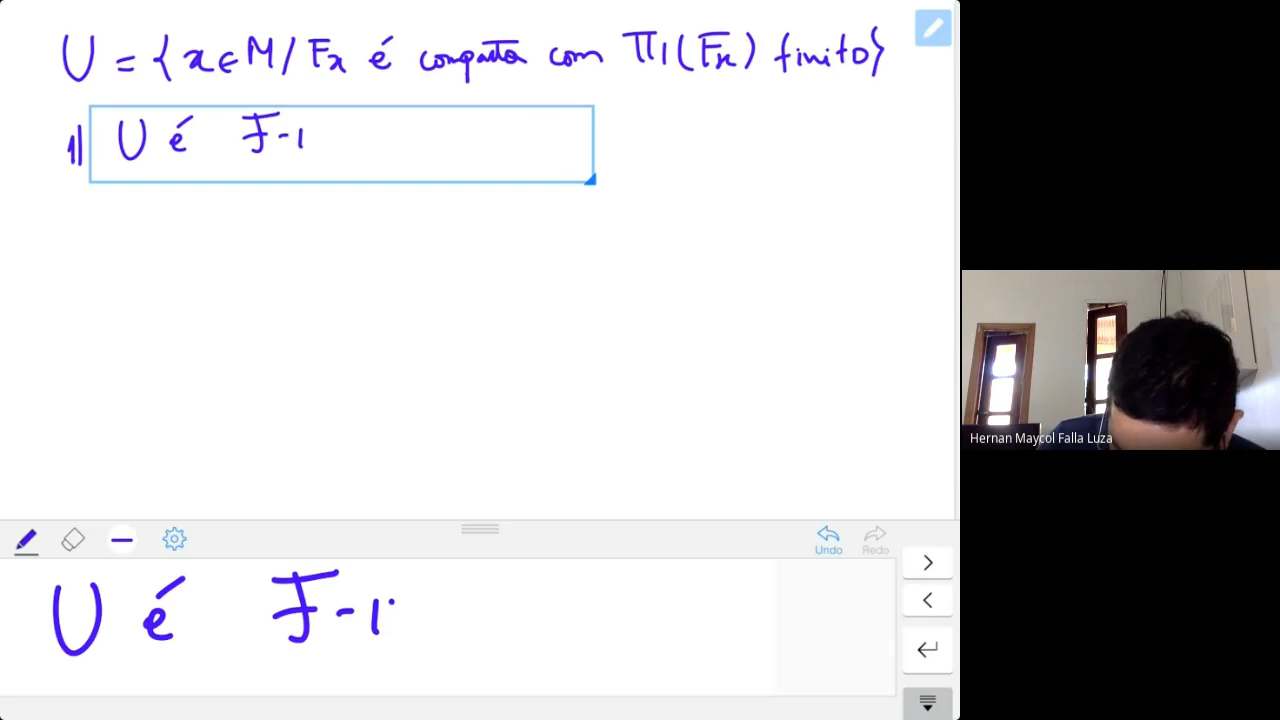 U = { x ∈ M / Fx é compacta com Π1(Fx) finito}
1) U é F-1
Hernan Maycol Falla Luza
Undo Redo
U é F-1